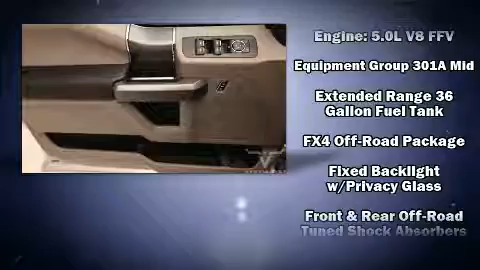 Engine: 5.0L V8 FFV
Equipment Group 301A Mid
Extended Range 36
Gallon Fuel Tank
FX4 Off-Road Package
Fixed Backlight
w/Privacy Glass
Front & Rear Off-Road
Tuned Shock Absorbers